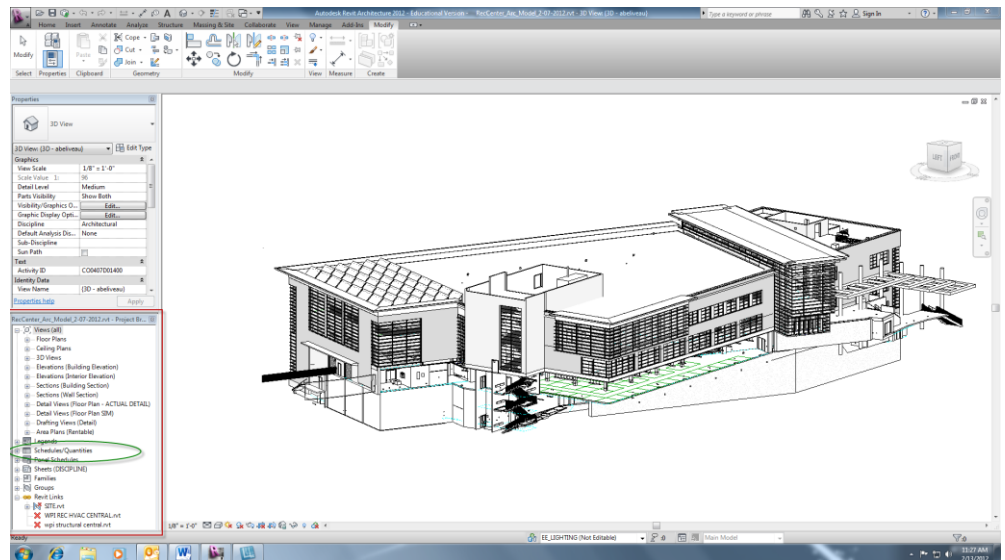 Autodesk Revit Architecture 2012 - Educational Version - RecCenter_Arc_Model_2-07-2012.rvt - 3D View: {3D - abeliveau}
Type a keyword or phrase
Sign In
Home Insert Annotate Analyze Structure Massing & Site Collaborate View Manage Add-Ins Modify
Modify
Paste
Cope
Cut
Join
Select Properties Clipboard Geometry Modify View Measure Create
Properties
3D View
3D View: {3D - abeliveau}
Edit Type
Graphics
View Scale 1/8" = 1'-0"
Scale Value 1: 96
Detail Level Medium
Parts Visibility Show Both
Visibility/Graphics O... Edit...
Graphic Display Opti... Edit...
Discipline Architectural
Default Analysis Dis... None
Sub-Discipline
Sun Path
Text
Activity ID CO0407D01400
Identity Data
View Name {3D - abeliveau}
Properties help
Apply
RecCenter_Arc_Model_2-07-2012.rvt - Project Br...
Views (all)
Floor Plans
Ceiling Plans
3D Views
Elevations (Building Elevation)
Elevations (Interior Elevation)
Sections (Building Section)
Sections (Wall Section)
Detail Views (Floor Plan - ACTUAL DETAIL)
Detail Views (Floor Plan SIM)
Drafting Views (Detail)
Area Plans (Rentable)
Legends
Schedules/Quantities
Panel Schedules
Sheets (DISCIPLINE)
Families
Groups
Revit Links
SITE.rvt
WPI REC HVAC CENTRAL.rvt
wpi structural central.rvt
LEFT FRONT
1/8" = 1'-0"
Ready
EE_LIGHTING (Not Editable)
:0
Main Model
:0
11:27 AM
2/13/2012